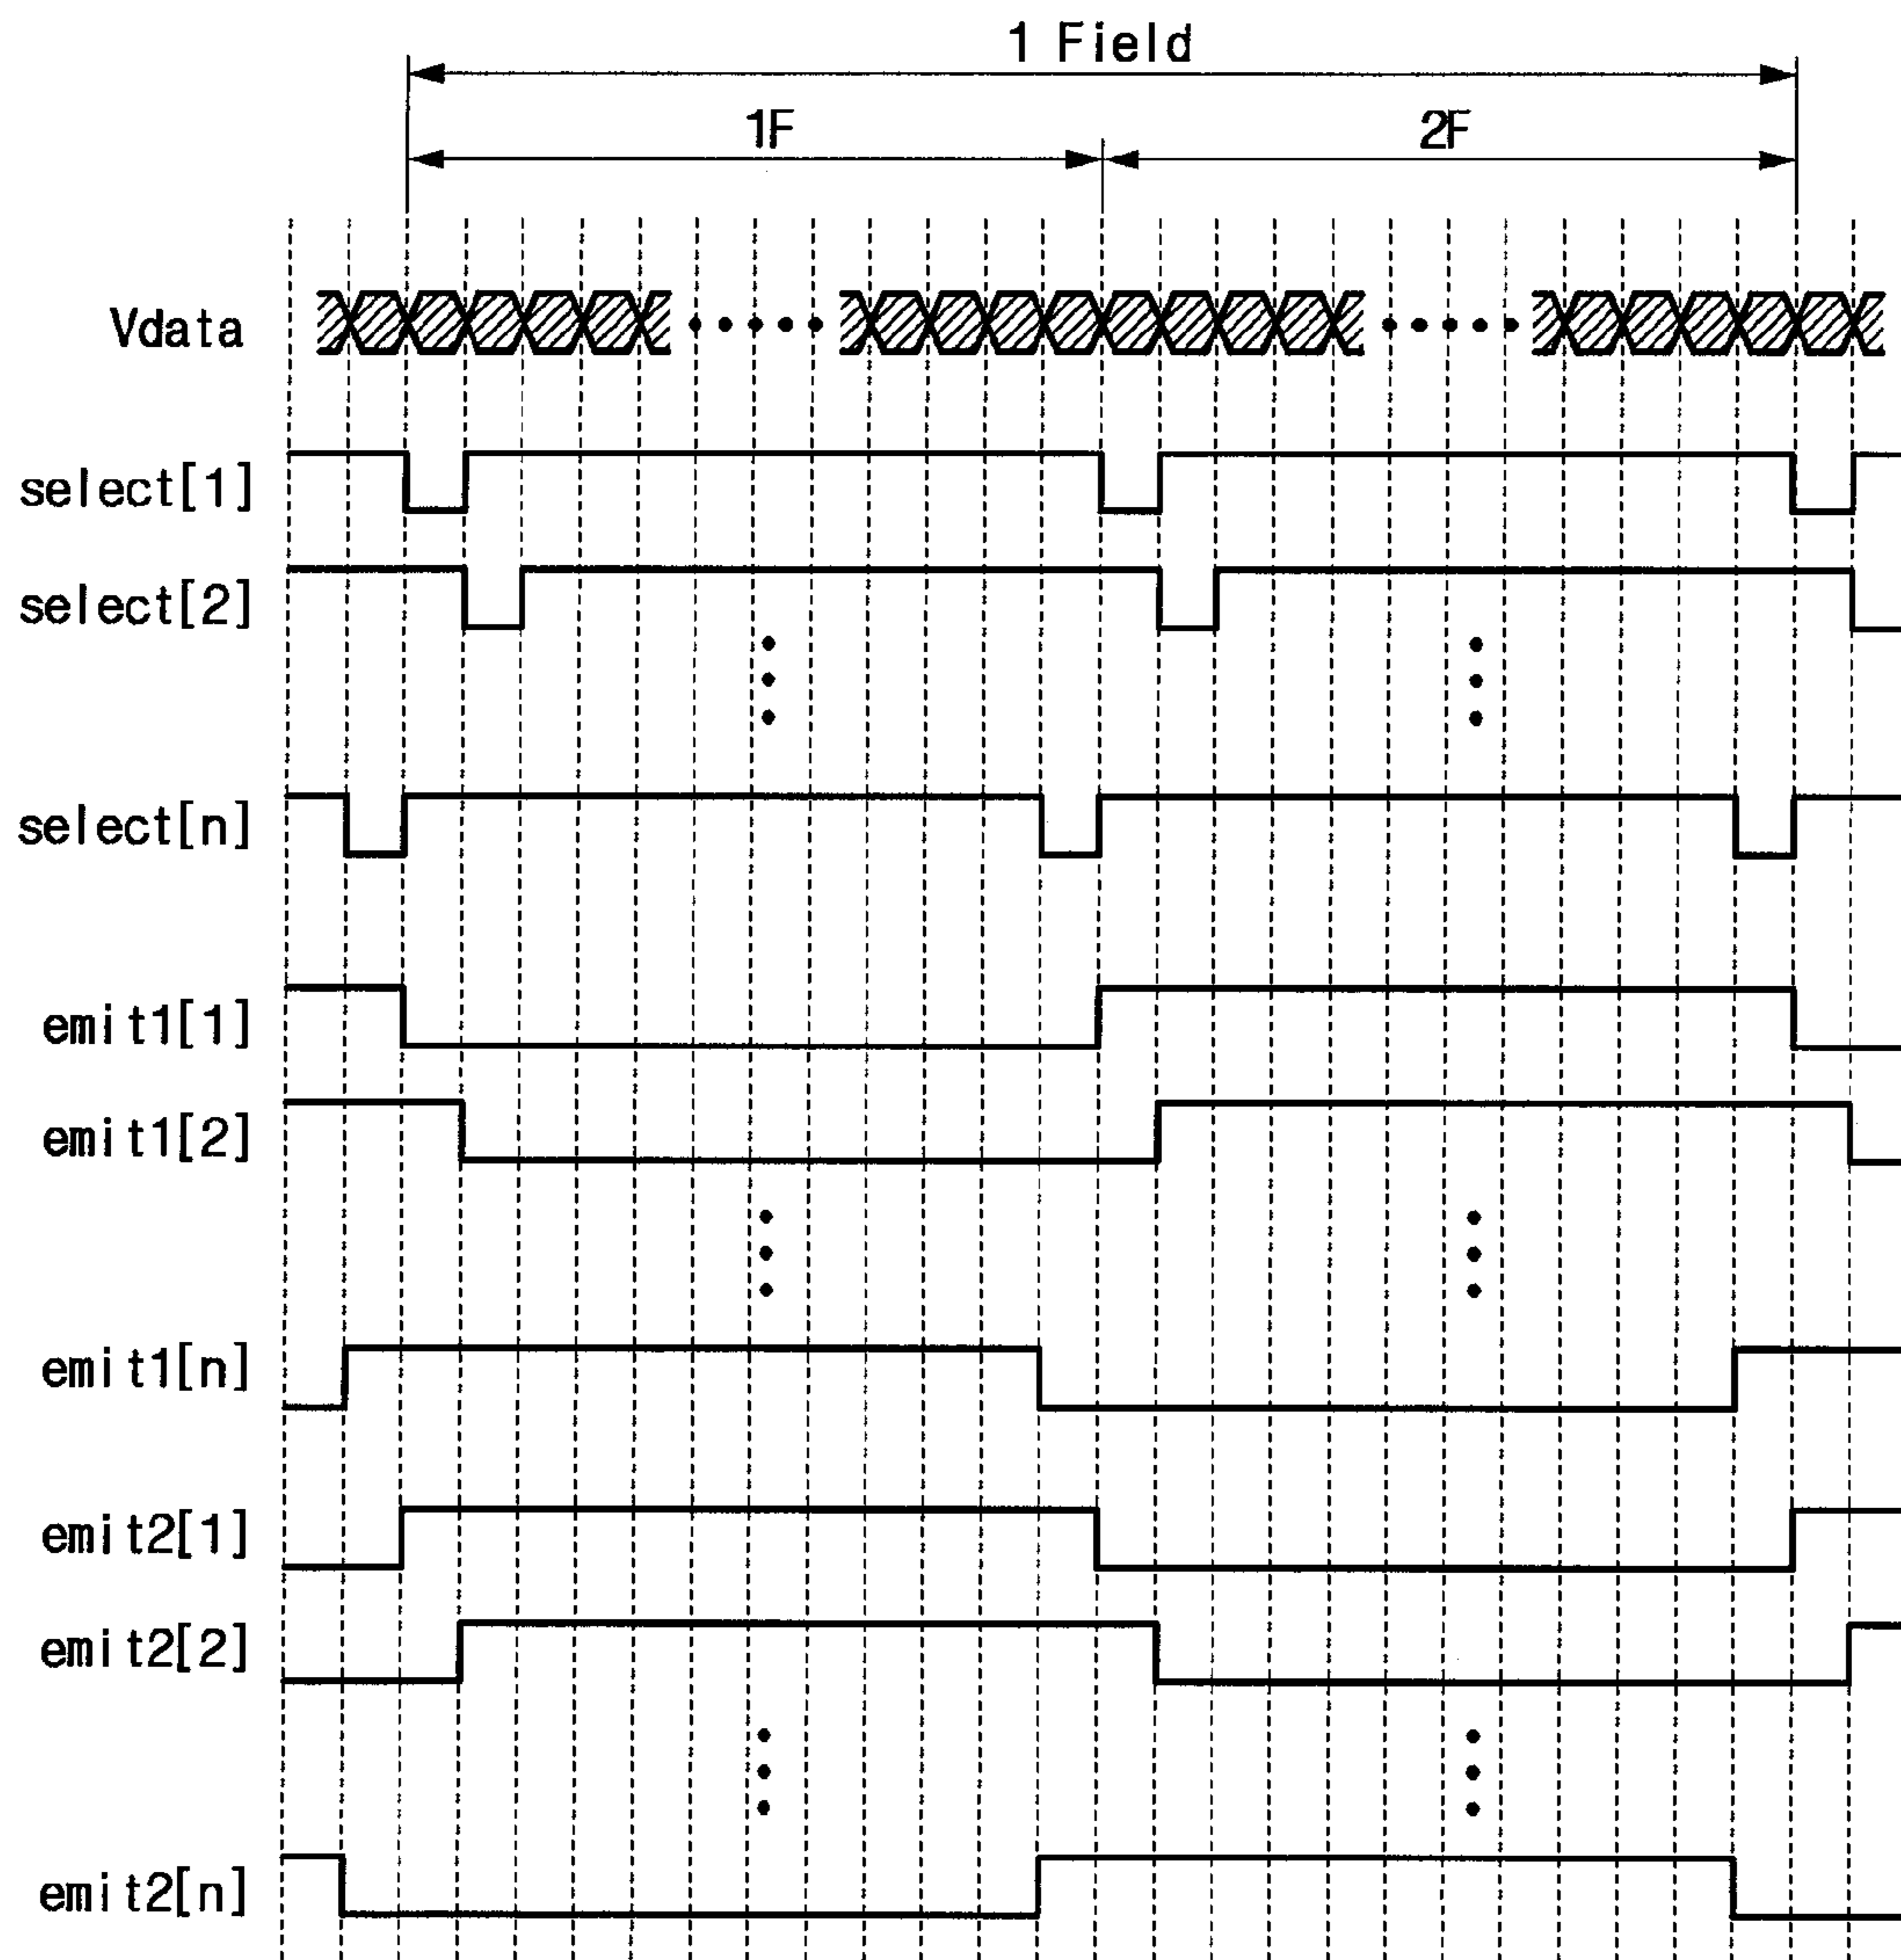 1 Field
1F
2F
Vdata
select[1]
select[2]
select[n]
emit1[1]
emit1[2]
emit1[n]
emit2[1]
emit2[2]
emit2[n]